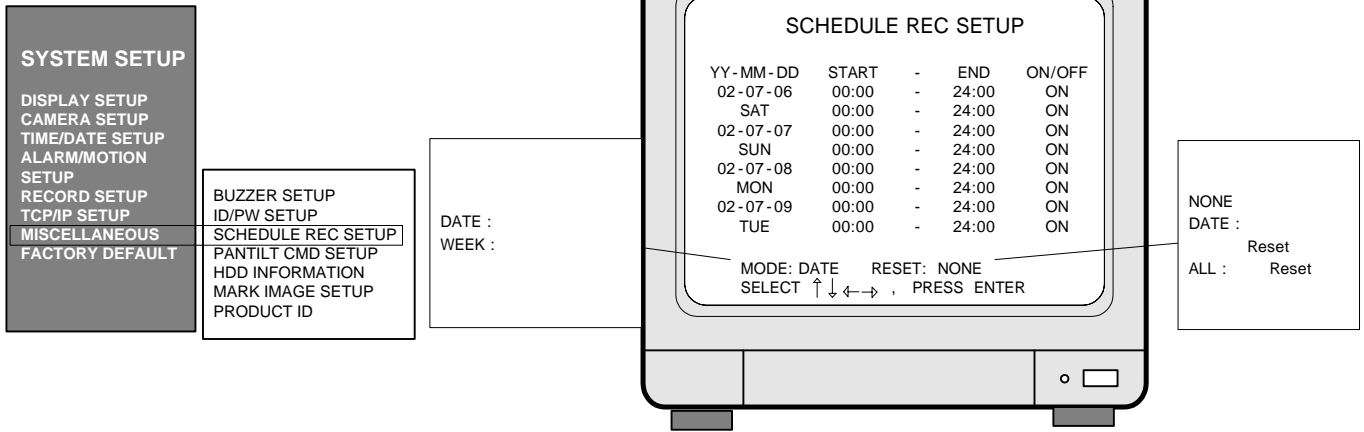 SYSTEM SETUP
DISPLAY SETUP
CAMERA SETUP
TIME/DATE SETUP
ALARM/MOTION
SETUP
RECORD SETUP
TCP/IP SETUP
MISCELLANEOUS
FACTORY DEFAULT
BUZZER SETUP
ID/PW SETUP
SCHEDULE REC SETUP
PANTILT CMD SETUP
HDD INFORMATION
MARK IMAGE SETUP
PRODUCT ID
DATE :
WEEK :
SCHEDULE REC SETUP
YY-MM-DD START - END ON/OFF
02-07-06 00:00 - 24:00 ON
SAT 00:00 - 24:00 ON
02-07-07 00:00 - 24:00 ON
SUN 00:00 - 24:00 ON
02-07-08 00:00 - 24:00 ON
MON 00:00 - 24:00 ON
02-07-09 00:00 - 24:00 ON
TUE 00:00 - 24:00 ON
MODE: DATE RESET: NONE
SELECT ↑↓←→ , PRESS ENTER
NONE
DATE :
Reset
ALL : Reset